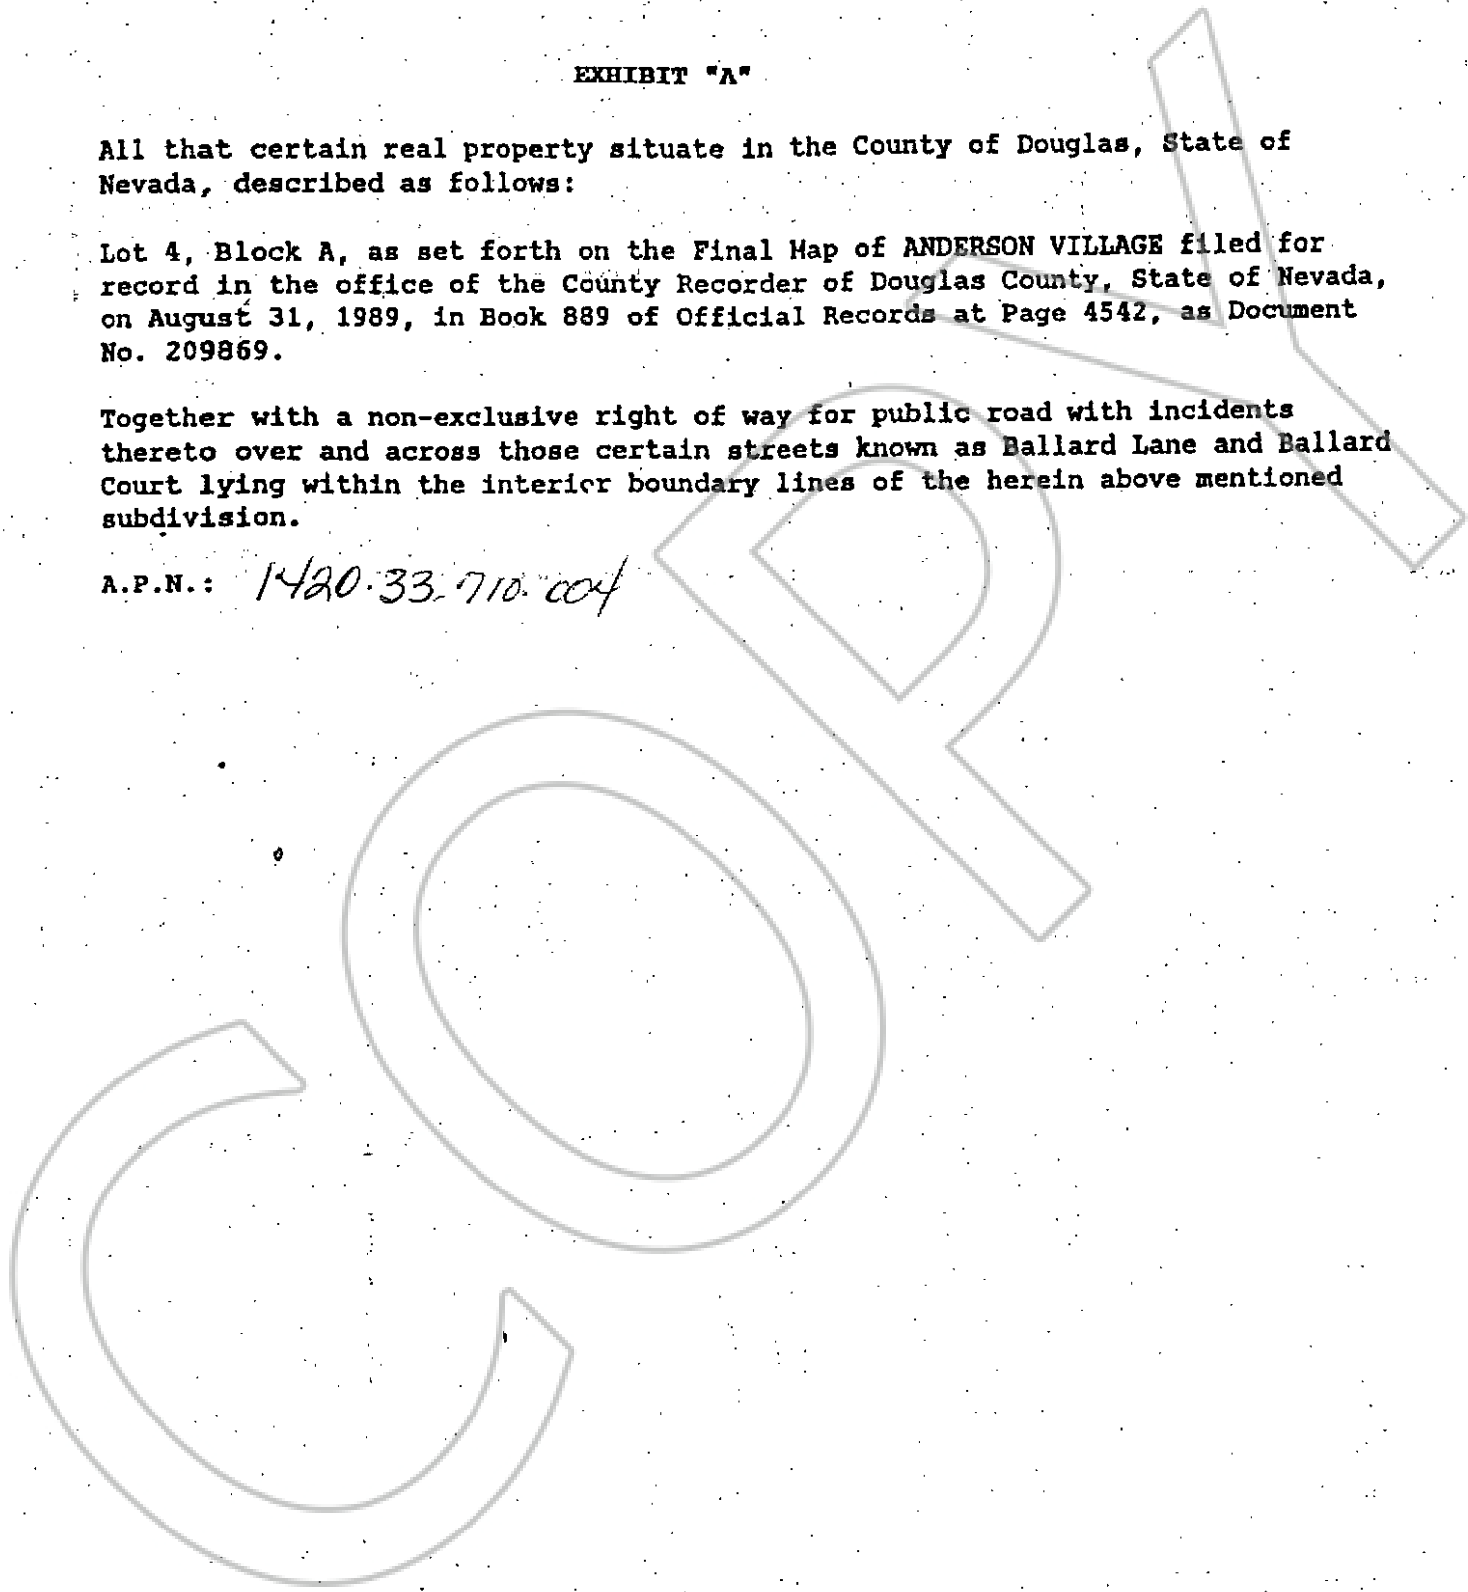 EXHIBIT "A"
All that certain real property situate in the County of Douglas, State of
Nevada, described as follows:
Lot 4, Block A, as set forth on the Final Map of ANDERSON VILLAGE filed for
record in the office of the County Recorder of Douglas County, State of Nevada,
on August 31, 1989, in Book 889 of Official Records at Page 4542, as Document
No. 209869.
Together with a non-exclusive right of way for public road with incidents
thereto over and across those certain streets known as Ballard Lane and Ballard
Court lying within the interior boundary lines of the herein above mentioned
subdivision.
A.P.N.: 1420-33-710-004
COPY